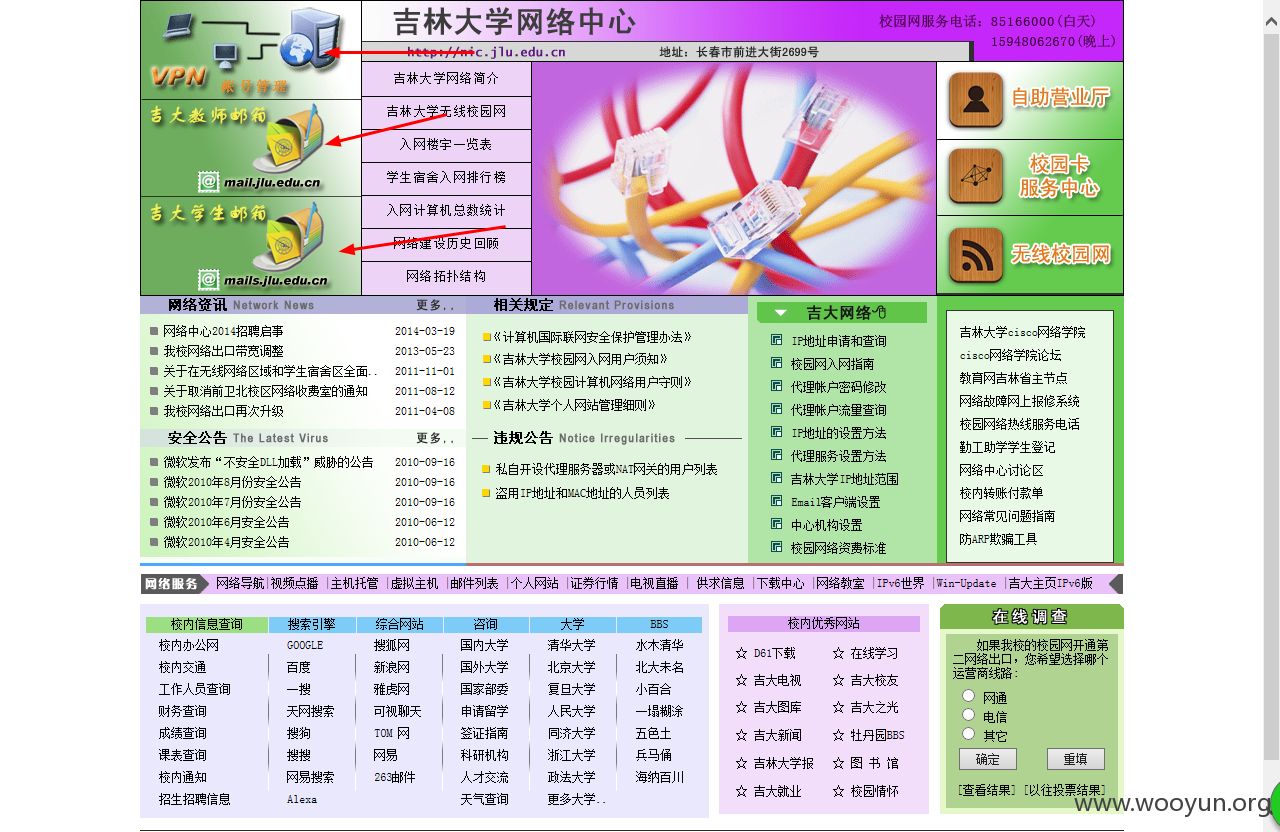 吉林大学网络中心
校园网服务电话: 85166000(白天)
15948062670(晚上)
http://nic.jlu.edu.cn
地址: 长春市前进大街2699号
VPN 帐号管理
吉大教师邮箱
@ mail.jlu.edu.cn
吉大学生邮箱
@ mails.jlu.edu.cn
吉林大学网络简介
吉林大学无线校园网
入网楼宇一览表
学生宿舍入网排行榜
入网计算机总数统计
网络建设历史回顾
网络拓扑结构
自助营业厅
校园卡
服务中心
无线校园网
网络资讯 Network News 更多..
网络中心2014招聘启事 2014-03-19
我校网络出口带宽调整 2013-05-23
关于在无线网络区域和学生宿舍区全面.. 2011-11-01
关于取消前卫北校区网络收费室的通知 2011-08-12
我校网络出口再次升级 2011-04-08
安全公告 The Latest Virus 更多..
微软发布“不安全DLL加载”威胁的公告 2010-09-16
微软2010年8月份安全公告 2010-09-16
微软2010年7月份安全公告 2010-09-16
微软2010年6月安全公告 2010-06-12
微软2010年4月安全公告 2010-06-12
相关规定 Relevant Provisions
《计算机国际联网安全保护管理办法》
《吉林大学校园网入网用户须知》
《吉林大学校园计算机网络用户守则》
《吉林大学个人网站管理细则》
违规公告 Notice Irregularities
私自开设代理服务器或NAT网关的用户列表
盗用IP地址和MAC地址的人员列表
吉大网络
IP地址申请和查询
校园网入网指南
代理帐户密码修改
代理帐户流量查询
IP地址的设置方法
代理服务设置方法
吉林大学IP地址范围
Email客户端设置
中心机构设置
校园网络资费标准
吉林大学cisco网络学院
cisco网络学院论坛
教育网吉林省主节点
网络故障网上报修系统
校园网络热线服务电话
勤工助学学生登记
网络中心讨论区
校内转账付款单
网络常见问题指南
防ARP欺骗工具
网络服务 网络导航|视频点播 |主机托管 |虚拟主机 |邮件列表 |个人网站 |证券行情 |电视直播 | 供求信息 |下载中心 |网络教室 |IPv6世界 |Win-Update |吉大主页IPv6版
校内信息查询 搜索引擎 综合网站 咨询 大学 BBS
校内办公网 GOOGLE 搜狐网 国内大学 清华大学 水木清华
校内交通 百度 新浪网 国外大学 北京大学 北大未名
工作人员查询 一搜 雅虎网 国家部委 复旦大学 小百合
财务查询 天网搜索 可视聊天 申请留学 人民大学 一塌糊涂
成绩查询 搜狗 TOM 网 签证指南 同济大学 五色土
课表查询 搜搜 网易 科研机构 浙江大学 兵马俑
校内通知 网易搜索 263邮件 人才交流 政法大学 海纳百川
招生招聘信息 Alexa 天气查询 更多大学..
校内优秀网站
☆ D61下载 ☆ 在线学习
☆ 吉大电视 ☆ 吉大校友
☆ 吉大图库 ☆ 吉大之光
☆ 吉大新闻 ☆ 牡丹园BBS
☆ 吉林大学报 ☆ 图 书 馆
☆ 吉大就业 ☆ 校园情怀
在线调查
如果我校的校园网开通第
二网络出口，您希望选择哪个
运营商线路:
网通
电信
其它
确定 重填
[查看结果] [以往投票结果]
www.wooyun.org